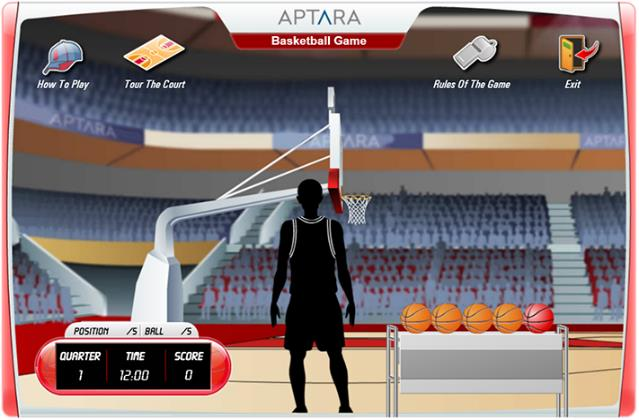 APTARA
Basketball Game
How To Play
Tour The Court
Rules Of The Game
Exit
APTARA
APTARA
APTARA
POSITION /5 BALL /5
QUARTER TIME SCORE
1 12:00 0